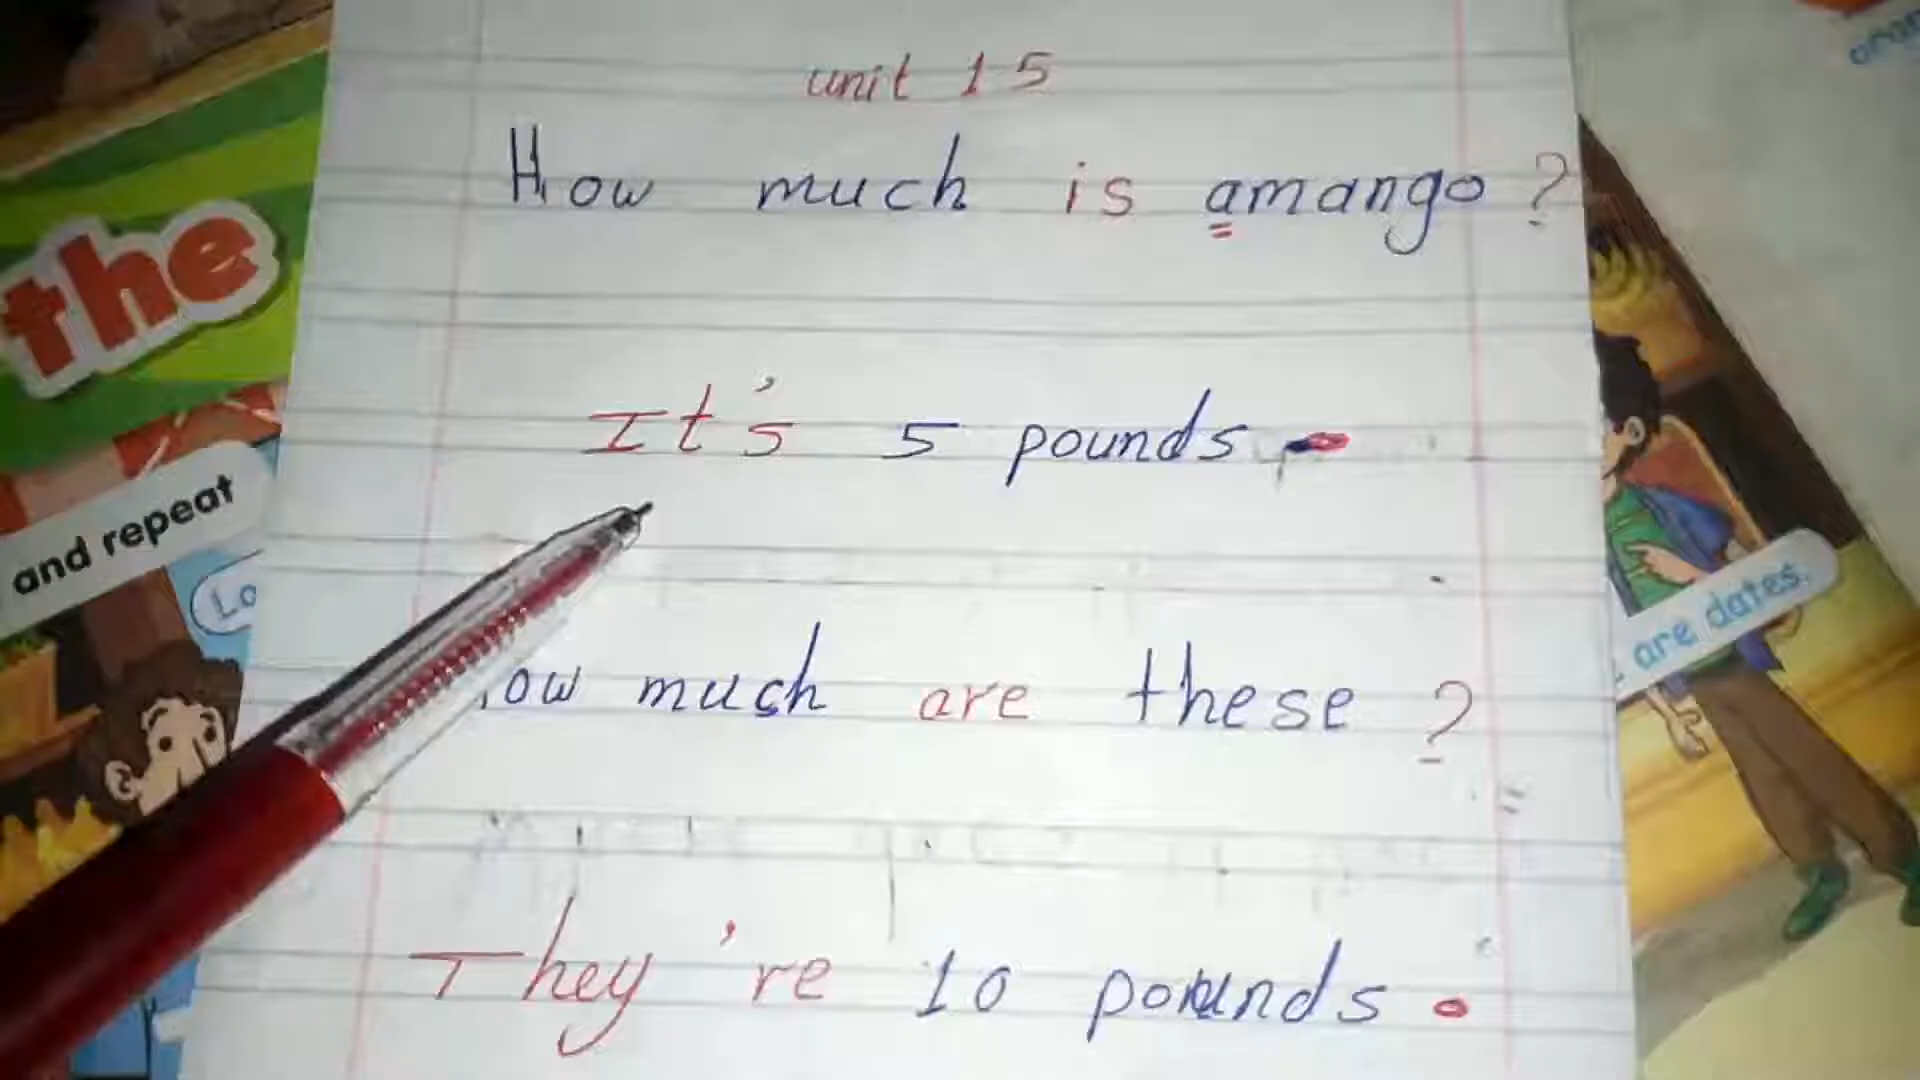 unit 15
How much is amango?
It's 5 pounds.
ow much are these?
They're 10 pounds.
the
and repeat
Lo
are dates.